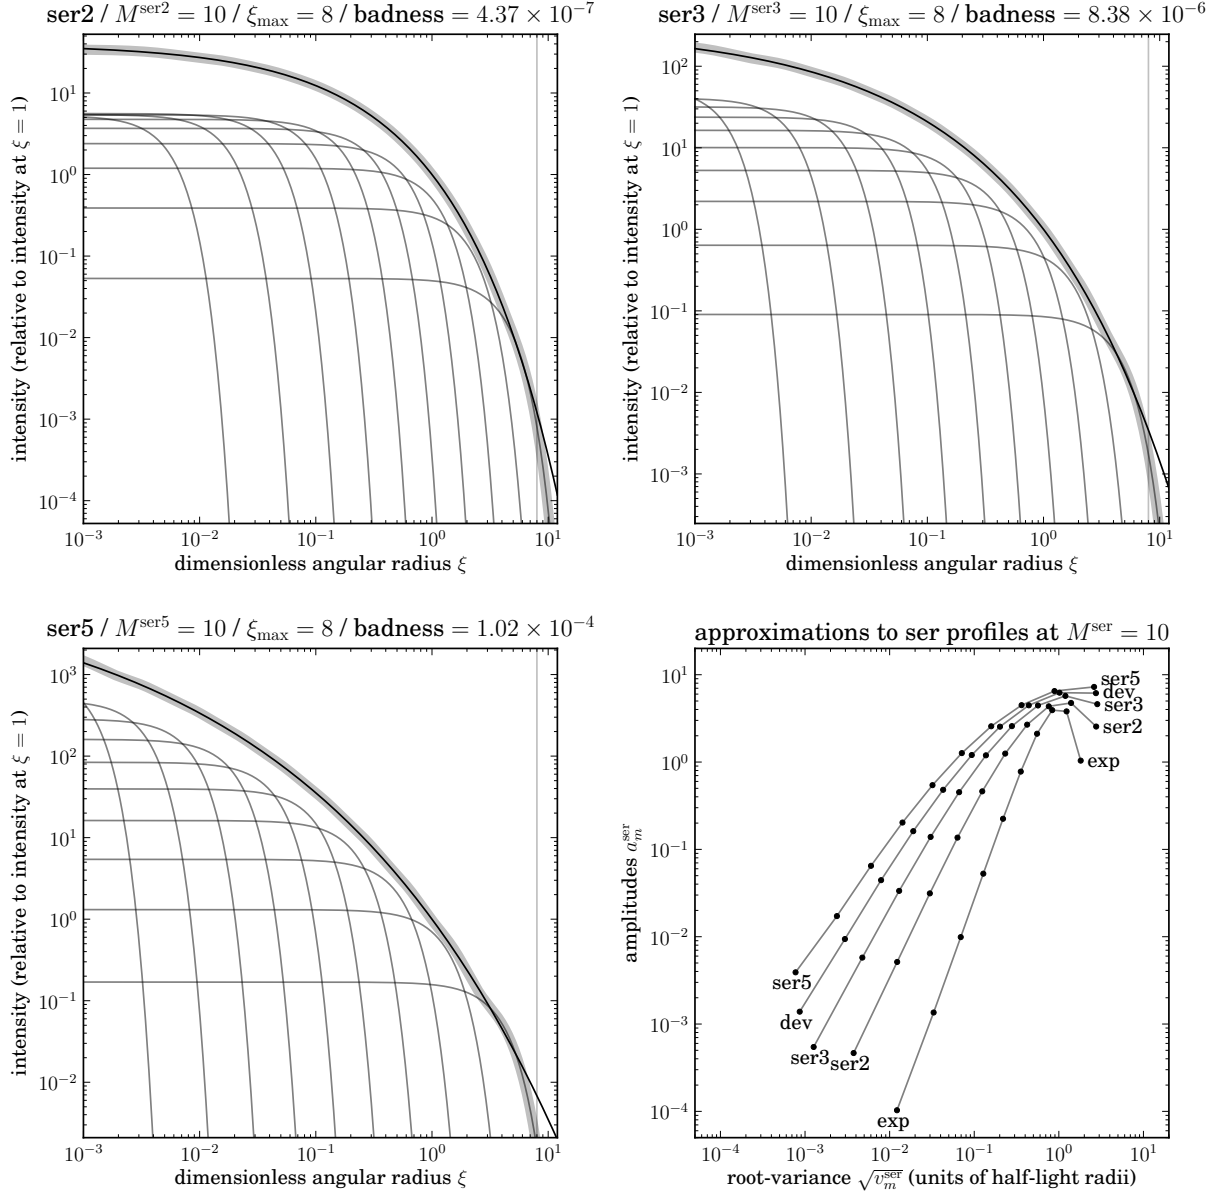 ser2 / M^ser2 = 10 / ξ_max = 8 / badness = 4.37 × 10^−7
intensity (relative to intensity at ξ = 1)
10^1
10^0
10^−1
10^−2
10^−3
10^−4
10^−3 10^−2 10^−1 10^0 10^1
dimensionless angular radius ξ
ser3 / M^ser3 = 10 / ξ_max = 8 / badness = 8.38 × 10^−6
intensity (relative to intensity at ξ = 1)
10^2
10^1
10^0
10^−1
10^−2
10^−3
10^−3 10^−2 10^−1 10^0 10^1
dimensionless angular radius ξ
ser5 / M^ser5 = 10 / ξ_max = 8 / badness = 1.02 × 10^−4
intensity (relative to intensity at ξ = 1)
10^3
10^2
10^1
10^0
10^−1
10^−2
10^−3 10^−2 10^−1 10^0 10^1
dimensionless angular radius ξ
approximations to ser profiles at M^ser = 10
amplitudes a_m^ser
10^1
10^0
10^−1
10^−2
10^−3
10^−4
ser5
dev
ser3
ser2
exp
ser5
dev
ser3 ser2
exp
10^−4 10^−3 10^−2 10^−1 10^0 10^1
root-variance √v_m^ser (units of half-light radii)